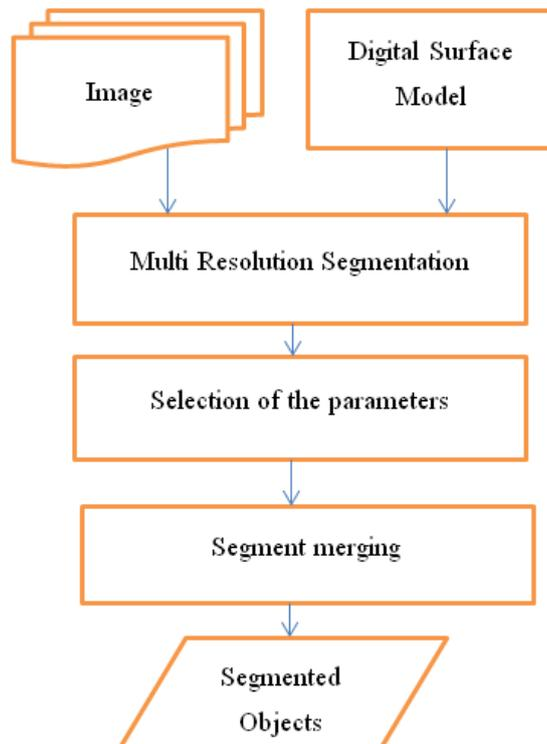 Image
Digital Surface
Model
Multi Resolution Segmentation
Selection of the parameters
Segment merging
Segmented
Objects